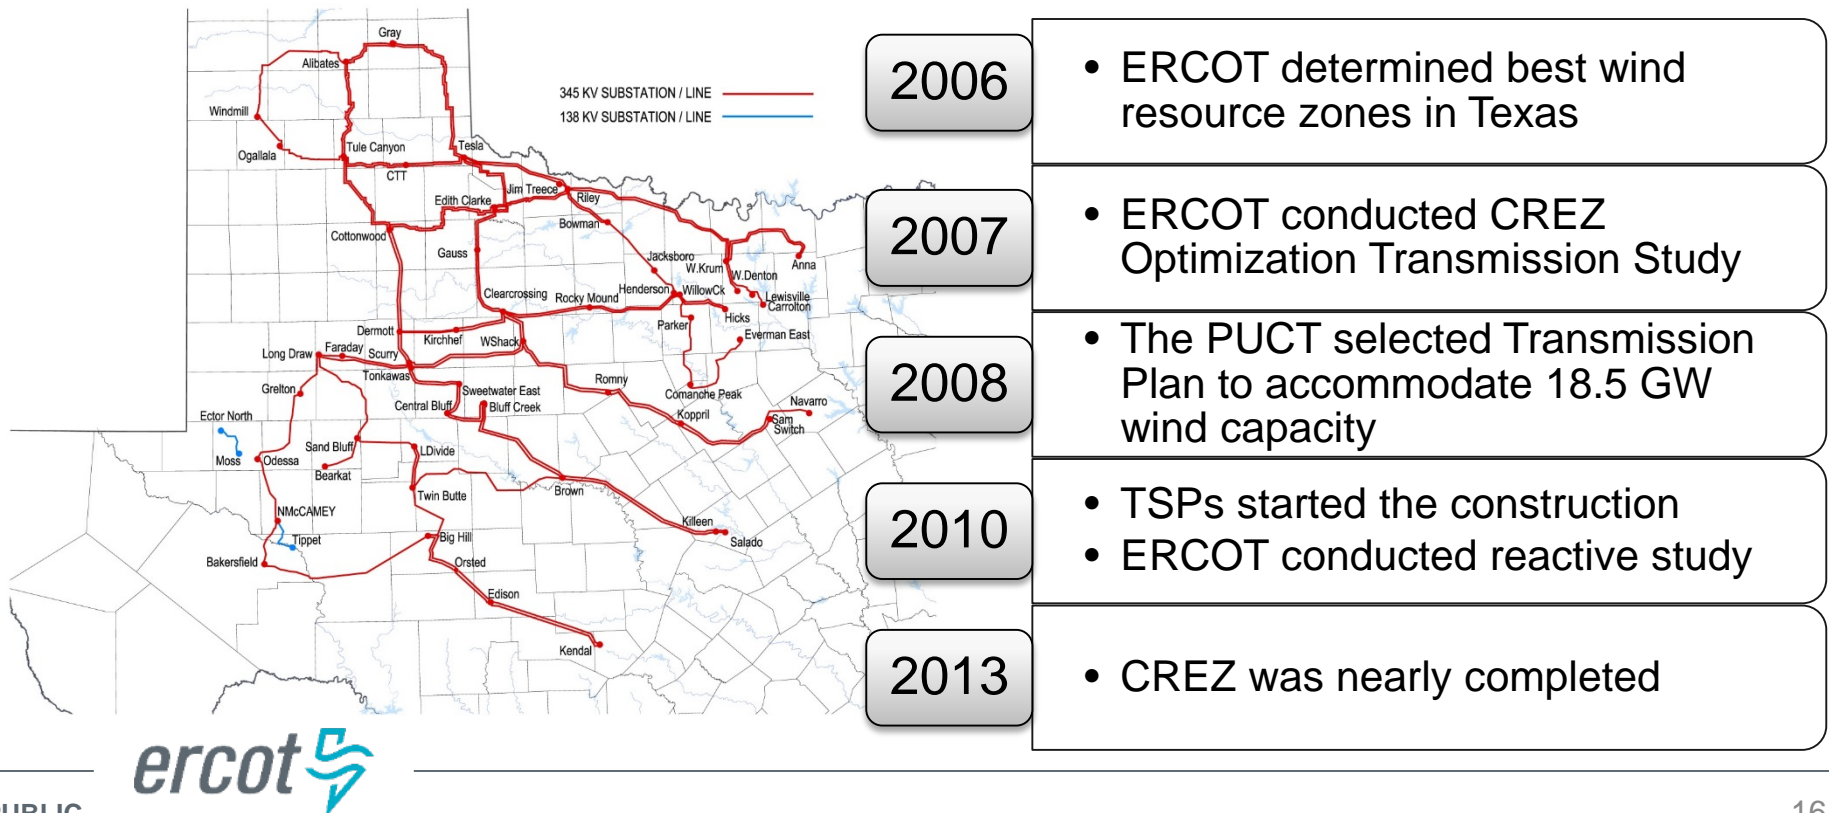 Gray
Alibates
345 KV SUBSTATION / LINE
138 KV SUBSTATION / LINE
Windmill
Ogallala
Tule Canyon
Tesla
CTT
Jim Treece
Edith Clarke
Riley
Bowman
Cottonwood
Gauss
Jacksboro
W.Krum
W.Denton
Anna
Clearcrossing
Rocky Mound
Henderson
WillowCk
Lewisville
Carrolton
Hicks
Parker
Dermott
Kirchhef
WShack
Everman East
Long Draw
Faraday
Scurry
Tonkawas
Grelton
Sweetwater East
Romny
Comanche Peak
Central Bluff
Bluff Creek
Navarro
Koppril
Sam
Switch
Ector North
Moss
Odessa
Sand Bluff
Bearkat
LDivide
Twin Butte
Brown
NMcCAMEY
Tippet
Killeen
Salado
Bakersfield
Big Hill
Orsted
Edison
Kendal
2006
• ERCOT determined best wind
resource zones in Texas
2007
• ERCOT conducted CREZ
Optimization Transmission Study
2008
• The PUCT selected Transmission
Plan to accommodate 18.5 GW
wind capacity
2010
• TSPs started the construction
• ERCOT conducted reactive study
2013
• CREZ was nearly completed
ercot
PUBLIC
16